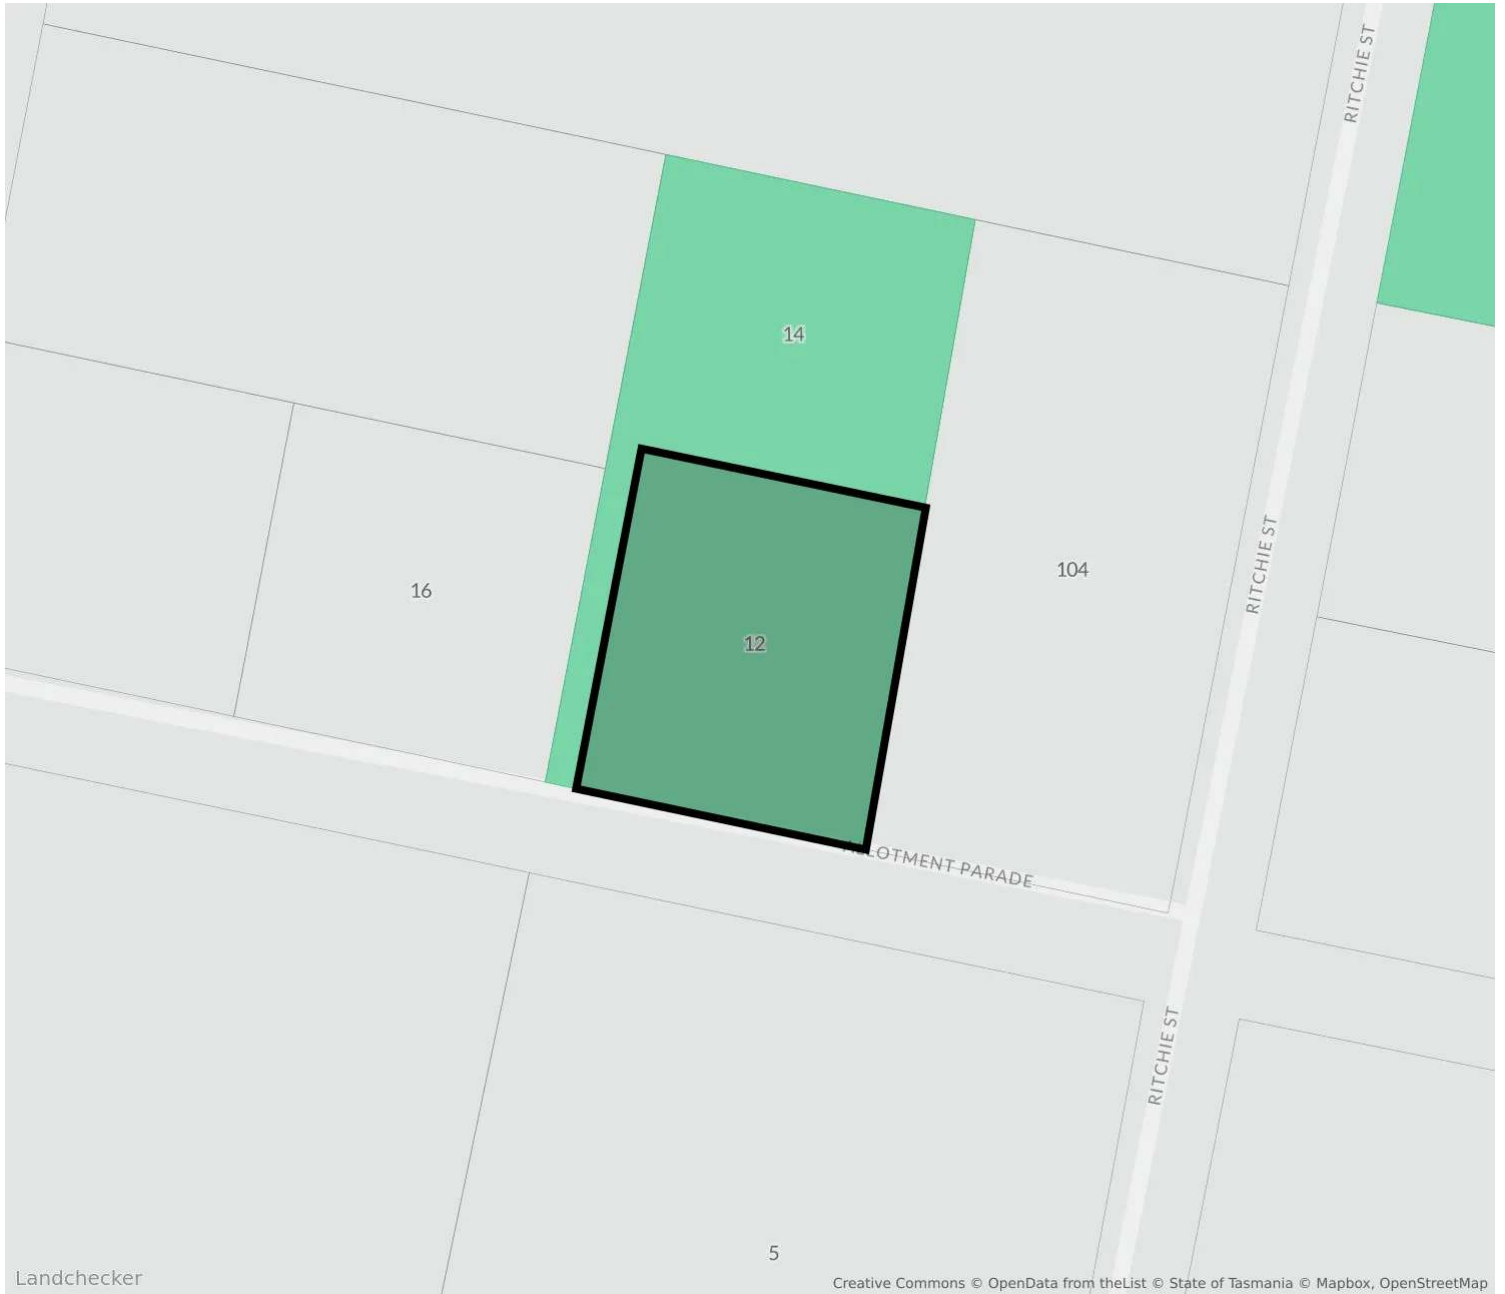 RITCHIE ST
14
104
RITCHIE ST
16
12
ALLOTMENT PARADE
RITCHIE ST
5
Landchecker
Creative Commons © OpenData from theList © State of Tasmania © Mapbox, OpenStreetMap